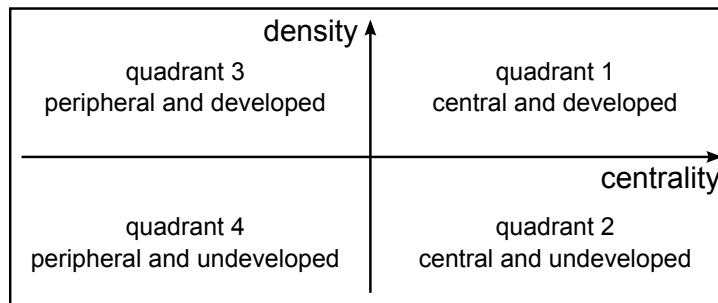 density
quadrant 3
peripheral and developed
quadrant 1
central and developed
centrality
quadrant 4
peripheral and undeveloped
quadrant 2
central and undeveloped